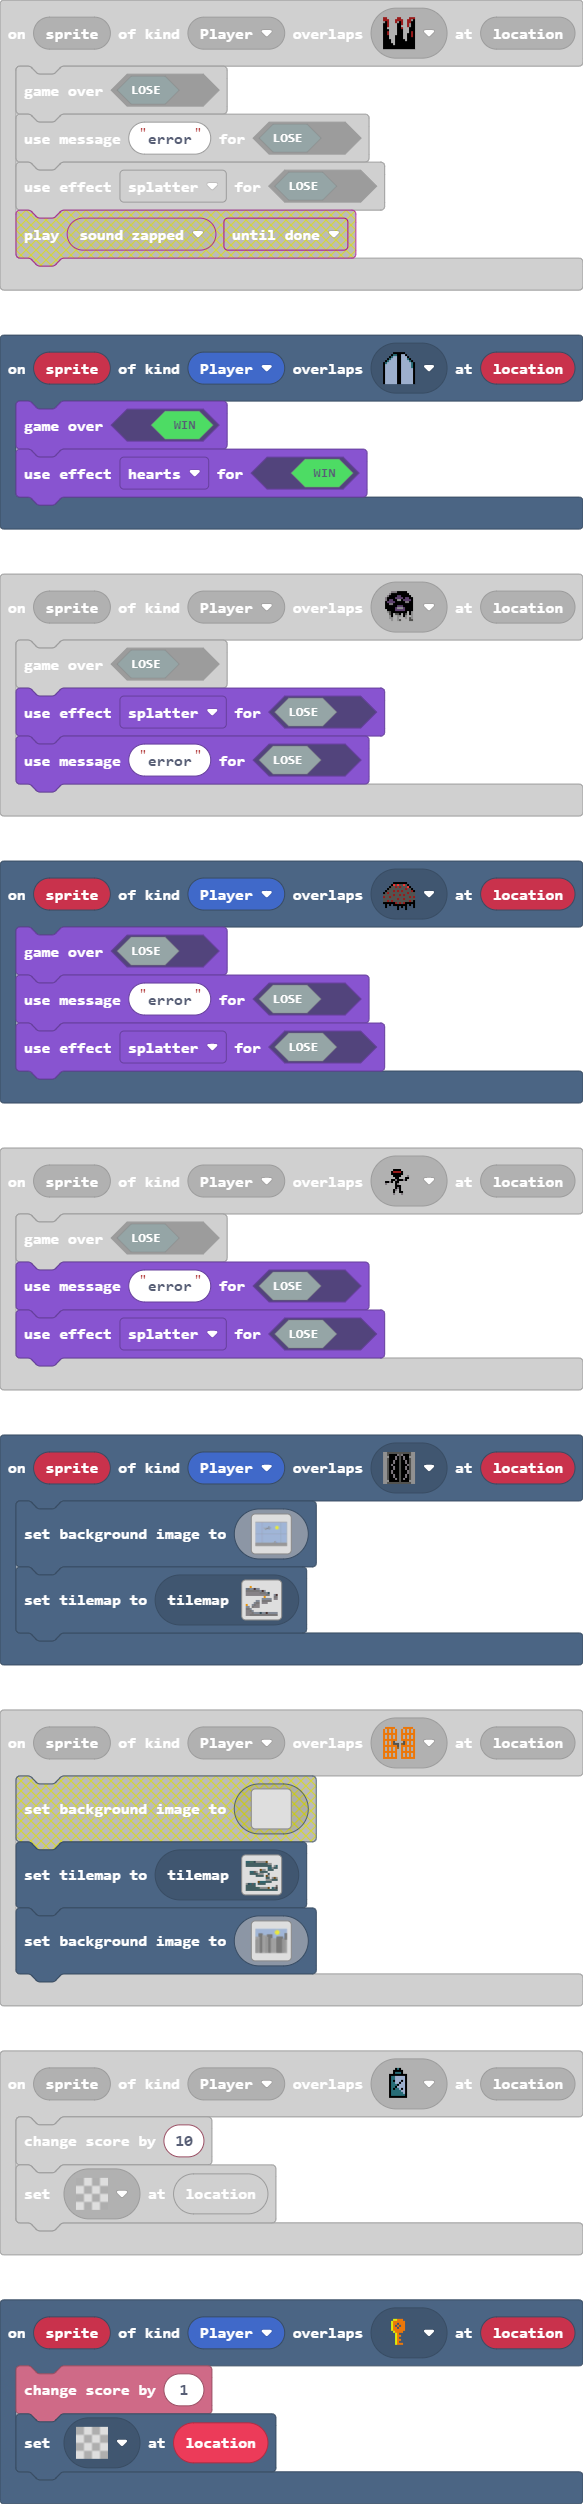 on sprite of kind Player overlaps at location
game over LOSE
use message "error" for LOSE
use effect splatter for LOSE
play sound zapped until done
on sprite of kind Player overlaps at location
game over WIN
use effect hearts for WIN
on sprite of kind Player overlaps at location
game over LOSE
use effect splatter for LOSE
use message "error" for LOSE
on sprite of kind Player overlaps at location
game over LOSE
use message "error" for LOSE
use effect splatter for LOSE
on sprite of kind Player overlaps at location
game over LOSE
use message "error" for LOSE
use effect splatter for LOSE
on sprite of kind Player overlaps at location
set background image to
set tilemap to tilemap
on sprite of kind Player overlaps at location
set background image to
set tilemap to tilemap
set background image to
on sprite of kind Player overlaps at location
change score by 10
set at location
on sprite of kind Player overlaps at location
change score by 1
set at location